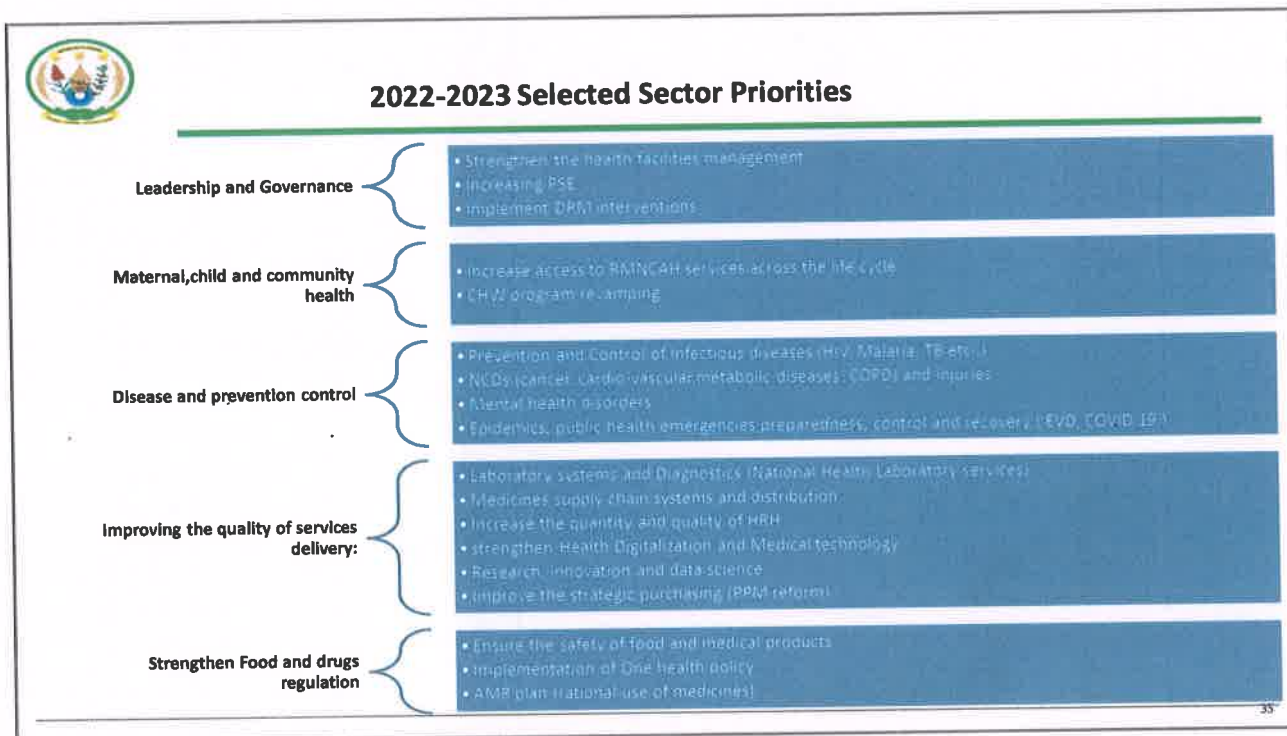 2022-2023 Selected Sector Priorities
Leadership and Governance
• Strengthen the health facilities management
• Increasing PSE
• Implement DRM interventions
Maternal,child and community
health
• Increase access to RMNCAH services across the life cycle
• CHW program revamping
Disease and prevention control
• Prevention and Control of infectious diseases (HIV, Malaria, TB etc..)
• NCDs (cancer, cardio-vascular,metabolic diseases, COPD) and injuries
• Mental health disorders
• Epidemics, public health emergencies preparedness, control and recovery (EVD, COVID 19)
Improving the quality of services
delivery:
• Laboratory systems and Diagnostics (National Health Laboratory services)
• Medicines supply chain systems and distribution
• Increase the quantity and quality of HRH
• strengthen Health Digitalization and Medical technology
• Research, innovation and data science
• Improve the strategic purchasing (PPM reform)
Strengthen Food and drugs
regulation
• Ensure the safety of food and medical products
• Implementation of One health policy
• AMR plan (rational use of medicines)
35